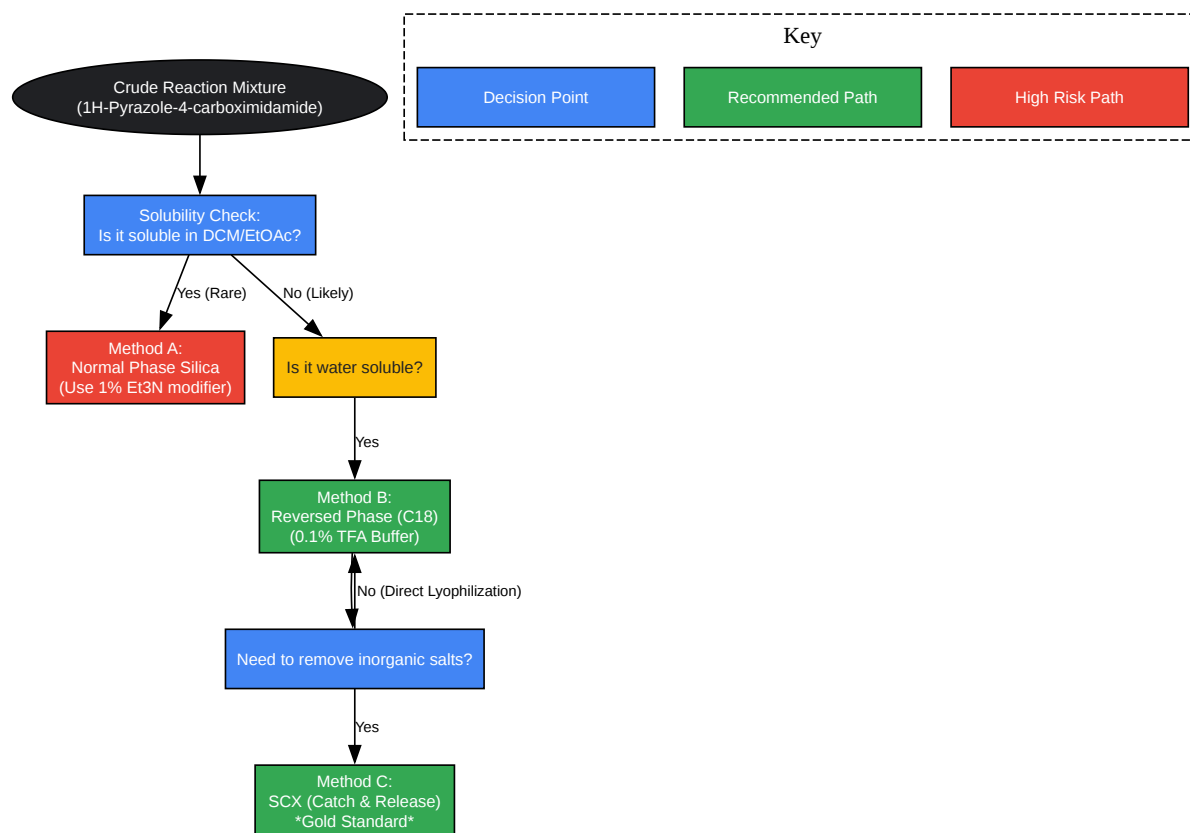 Key
Decision Point
Recommended Path
High Risk Path
Crude Reaction Mixture
(1H-Pyrazole-4-carboximidamide)
Solubility Check:
Is it soluble in DCM/EtOAc?
Yes (Rare)
No (Likely)
Method A:
Normal Phase Silica
(Use 1% Et3N modifier)
Is it water soluble?
Yes
Method B:
Reversed Phase (C18)
(0.1% TFA Buffer)
No (Direct Lyophilization)
Need to remove inorganic salts?
Yes
Method C:
SCX (Catch & Release)
*Gold Standard*